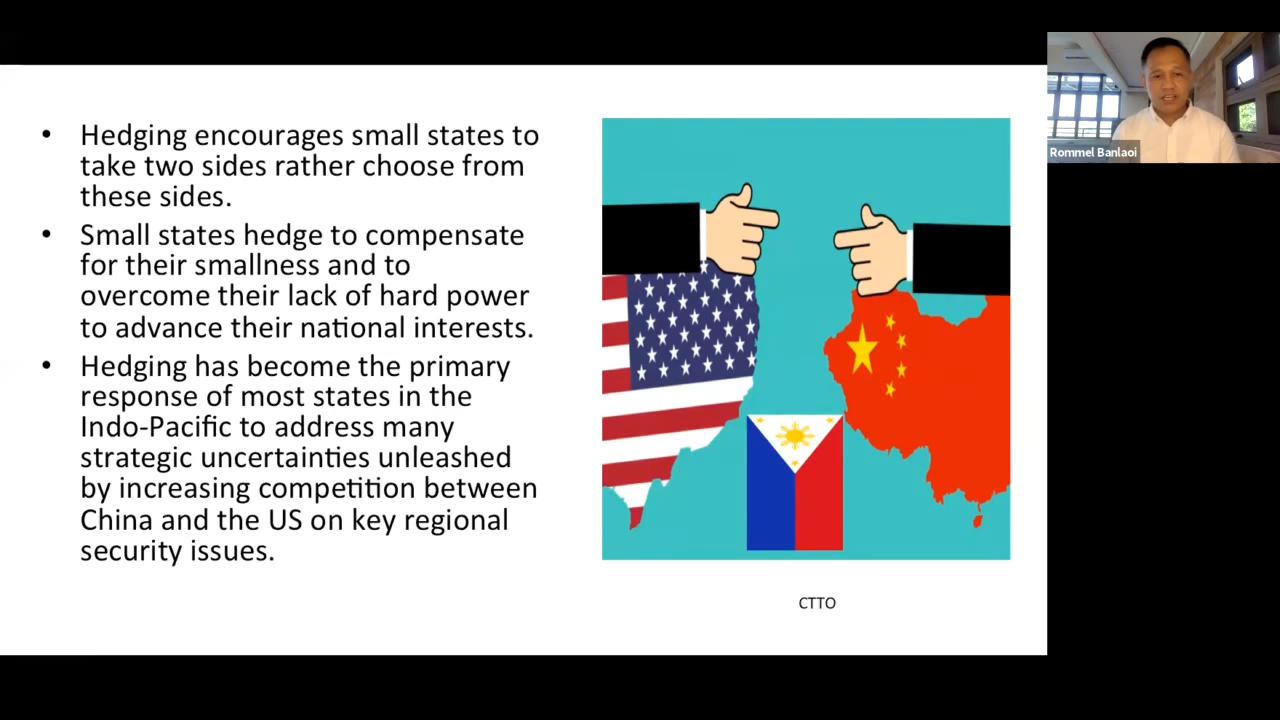 • Hedging encourages small states to
take two sides rather choose from
these sides.
• Small states hedge to compensate
for their smallness and to
overcome their lack of hard power
to advance their national interests.
• Hedging has become the primary
response of most states in the
Indo-Pacific to address many
strategic uncertainties unleashed
by increasing competition between
China and the US on key regional
security issues.
CTTO
Rommel Banlaoi